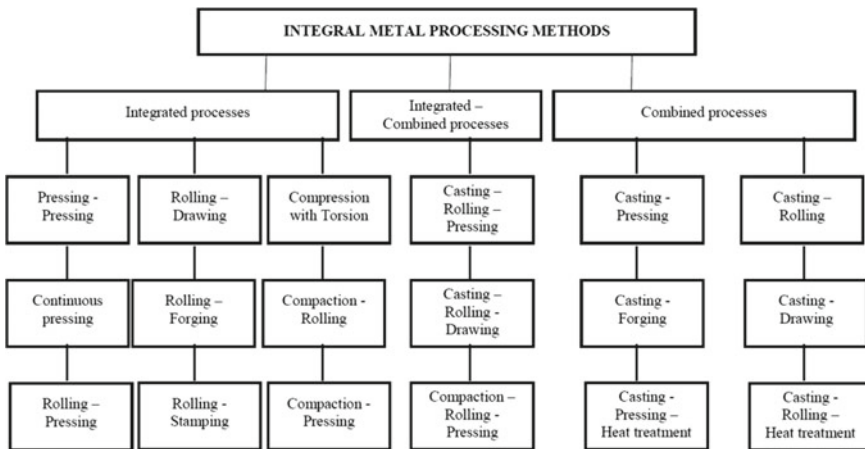 INTEGRAL METAL PROCESSING METHODS
Integrated processes
Integrated –
Combined processes
Combined processes
Pressing -
Pressing
Rolling –
Drawing
Compression
with Torsion
Casting –
Rolling –
Pressing
Casting -
Pressing
Casting –
Rolling
Continuous
pressing
Rolling –
Forging
Compaction -
Rolling
Casting –
Rolling -
Drawing
Casting -
Forging
Casting -
Drawing
Rolling –
Pressing
Rolling -
Stamping
Compaction -
Pressing
Compaction –
Rolling -
Pressing
Casting -
Pressing –
Heat treatment
Casting -
Rolling –
Heat treatment